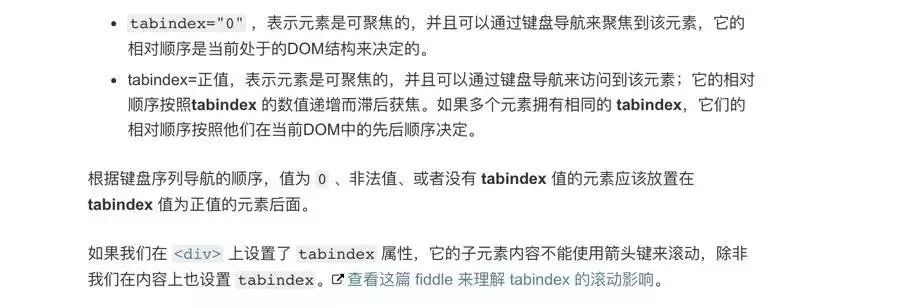 • tabindex="0" ，表示元素是可聚焦的，并且可以通过键盘导航来聚焦到该元素，它的
相对顺序是当前处于的DOM结构来决定的。
• tabindex=正值，表示元素是可聚焦的，并且可以通过键盘导航来访问到该元素；它的相对
顺序按照tabindex 的数值递增而滞后获焦。如果多个元素拥有相同的 tabindex，它们的
相对顺序按照他们在当前DOM中的先后顺序决定。
根据键盘序列导航的顺序，值为 0 、非法值、或者没有 tabindex 值的元素应该放置在
tabindex 值为正值的元素后面。
如果我们在 <div> 上设置了 tabindex 属性，它的子元素内容不能使用箭头键来滚动，除非
我们在内容上也设置 tabindex 。查看这篇 fiddle 来理解 tabindex 的滚动影响。